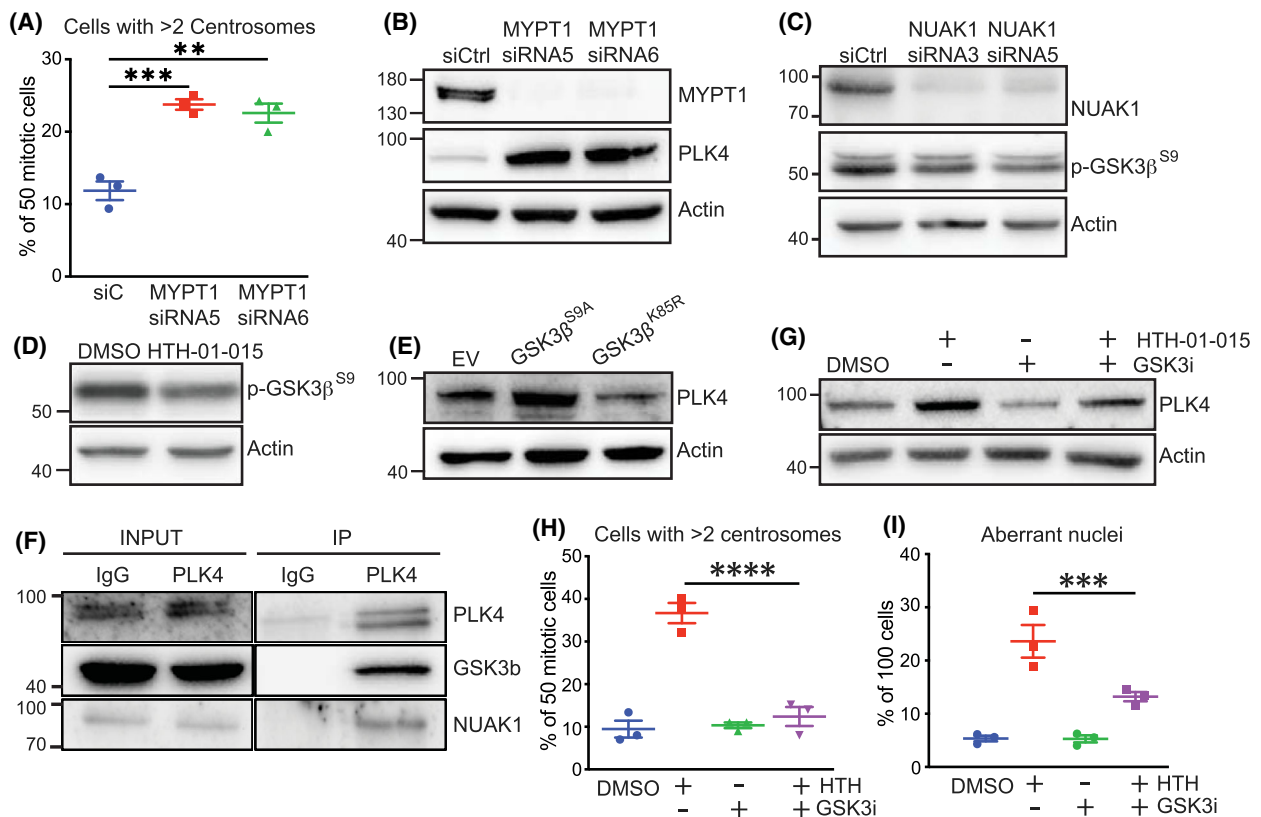 (A)
Cells with >2 Centrosomes
**
***
% of 50 mitotic cells
30
20
10
0
siC MYPT1 MYPT1
siRNA5 siRNA6
(B)
MYPT1 MYPT1
siCtrl siRNA5 siRNA6
180
130
MYPT1
100
PLK4
Actin
40
(C)
NUAK1 NUAK1
siCtrl siRNA3 siRNA5
100
70
NUAK1
50
p-GSK3β^S9
Actin
40
(D)
DMSO HTH-01-015
p-GSK3β^S9
50
Actin
40
(E)
EV GSK3β^S9A GSK3β^K85R
100
PLK4
Actin
40
(G)
+ - + HTH-01-015
DMSO - + + GSK3i
100
PLK4
Actin
40
(F)
INPUT IP
IgG PLK4 IgG PLK4
100
PLK4
GSK3b
40
100
NUAK1
70
(H)
Cells with >2 centrosomes
****
% of 50 mitotic cells
50
40
30
20
10
0
DMSO + - + HTH
- + + GSK3i
(I)
Aberrant nuclei
***
% of 100 cells
40
30
20
10
0
DMSO + - + HTH
- + + GSK3i